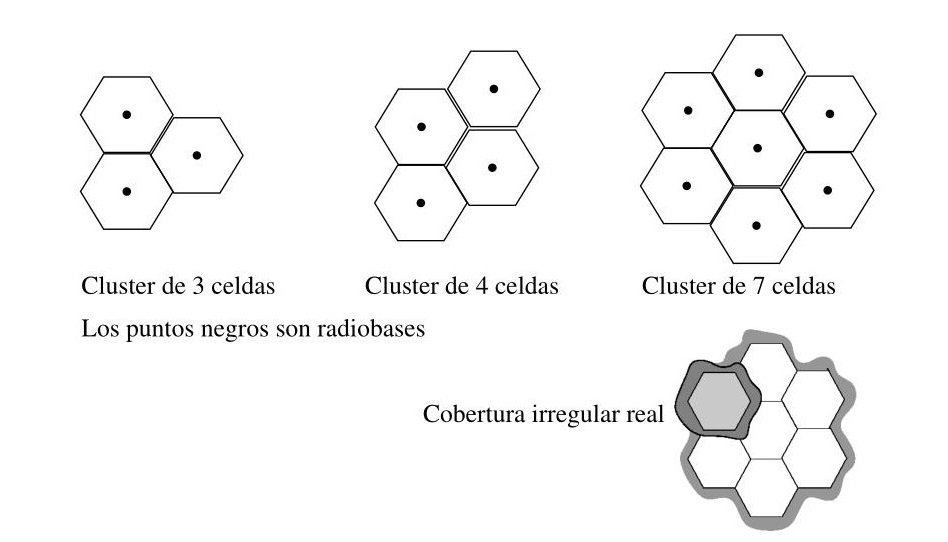 Cluster de 3 celdas
Cluster de 4 celdas
Cluster de 7 celdas
Los puntos negros son radiobases
Cobertura irregular real